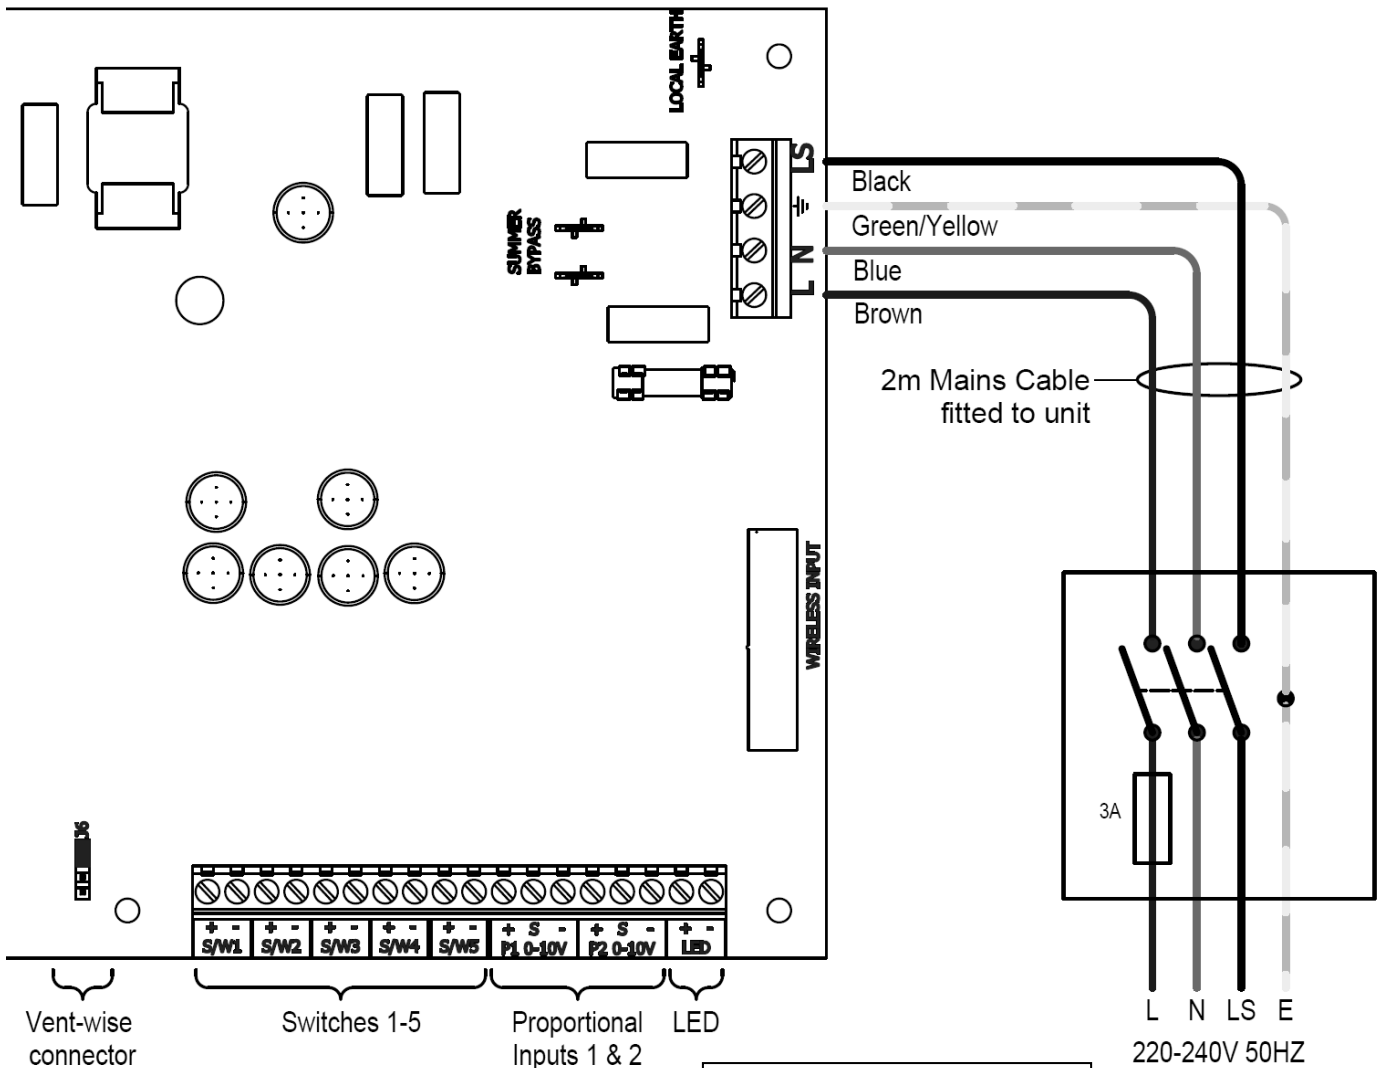 LOCAL EARTH
LS
Black
Green/Yellow
SUMMER
BYPASS
N
Blue
L
Brown
2m Mains Cable
fitted to unit
WIRELESS INPUT
3A
J6
+ - + - + - + - + - + S - + S - + -
S/W1 S/W2 S/W3 S/W4 S/W5 P1 0-10V P2 0-10V LED
Vent-wise
connector
Switches 1-5
Proportional
Inputs 1 & 2
LED
L N LS E
220-240V 50HZ